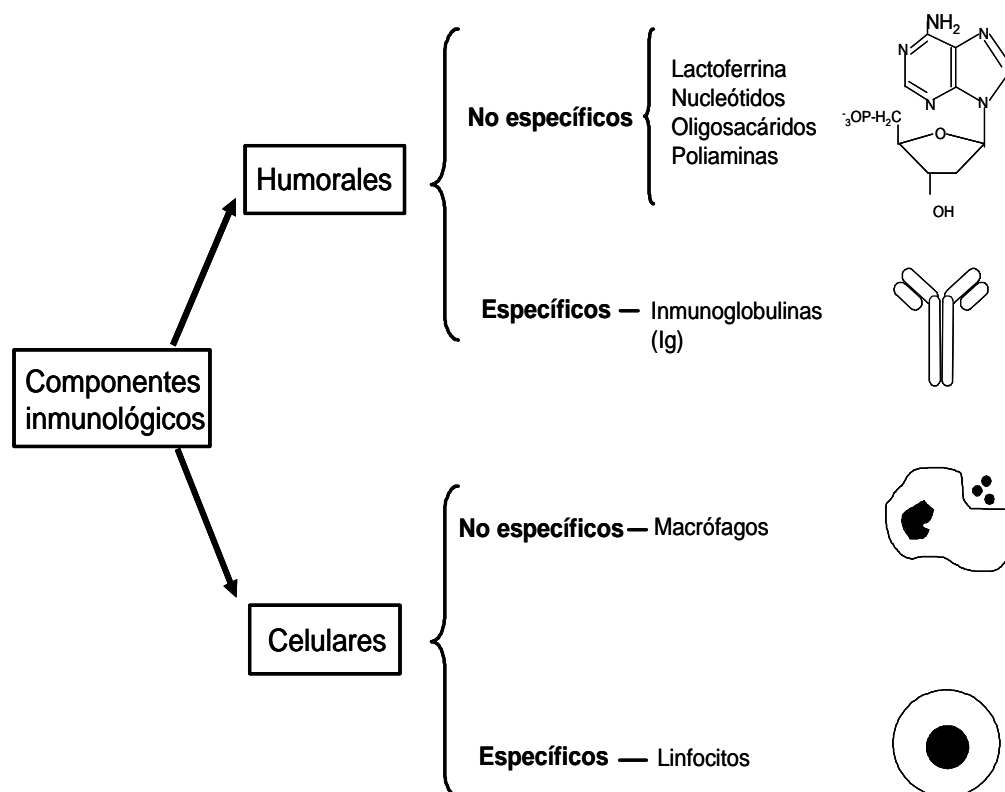 Componentes
inmunológicos
Humorales
No específicos
Lactoferrina
Nucleótidos
Oligosacáridos
Poliaminas
NH2
N
N
N
N
-3OP-H2C
O
OH
Específicos — Inmunoglobulinas
(Ig)
Celulares
No específicos — Macrófagos
Específicos — Linfocitos